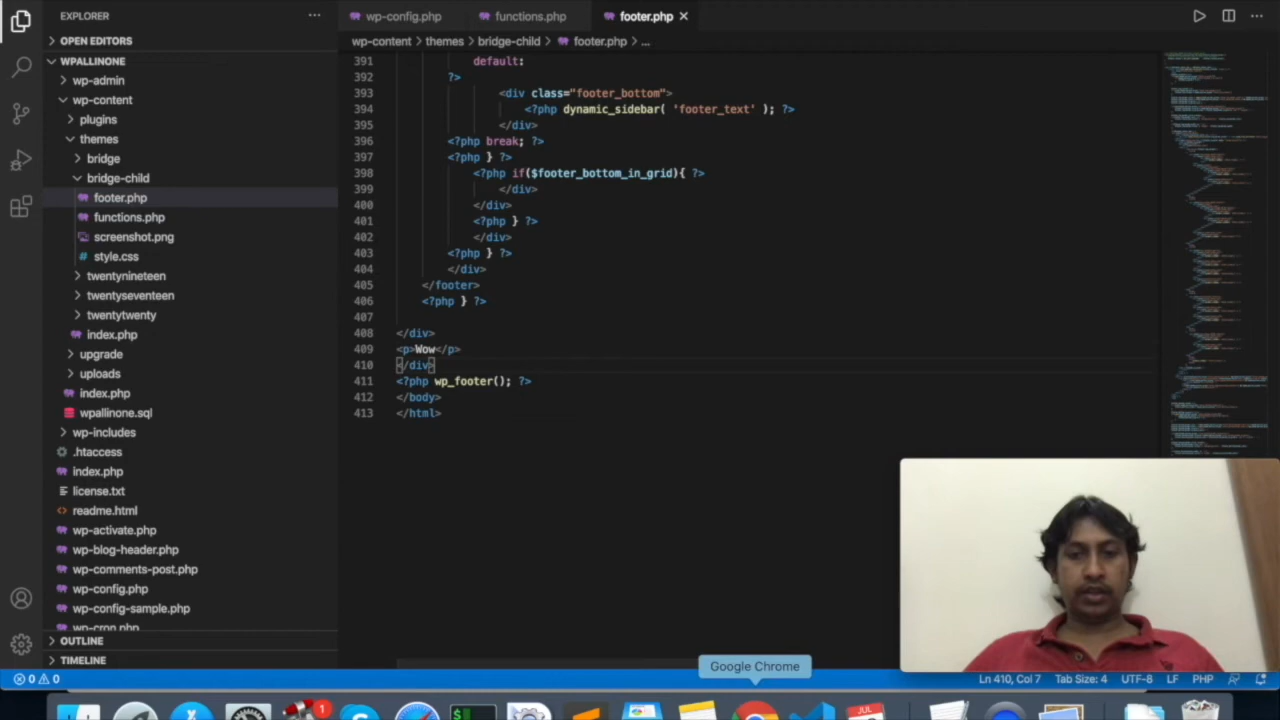 EXPLORER
OPEN EDITORS
WPALLINONE
wp-admin
wp-content
plugins
themes
bridge
bridge-child
footer.php
functions.php
screenshot.png
style.css
twentynineteen
twentyseventeen
twentytwenty
index.php
upgrade
uploads
index.php
wpallinone.sql
wp-includes
.htaccess
index.php
license.txt
readme.html
wp-activate.php
wp-blog-header.php
wp-comments-post.php
wp-config.php
wp-config-sample.php
wp-cron.php
OUTLINE
TIMELINE
wp-config.php functions.php footer.php
wp-content > themes > bridge-child > footer.php > ...
391 default:
392 ?>
393 <div class="footer_bottom">
394 <?php dynamic_sidebar( 'footer_text' ); ?>
395 </div>
396 <?php break; ?>
397 <?php } ?>
398 <?php if($footer_bottom_in_grid){ ?>
399 </div>
400 </div>
401 <?php } ?>
402 </div>
403 <?php } ?>
404 </div>
405 </footer>
406 <?php } ?>
407
408 </div>
409 <p>Wow</p>
410 </div>
411 <?php wp_footer(); ?>
412 </body>
413 </html>
Google Chrome
0 0 Ln 410, Col 7 Tab Size: 4 UTF-8 LF PHP
1
JUL